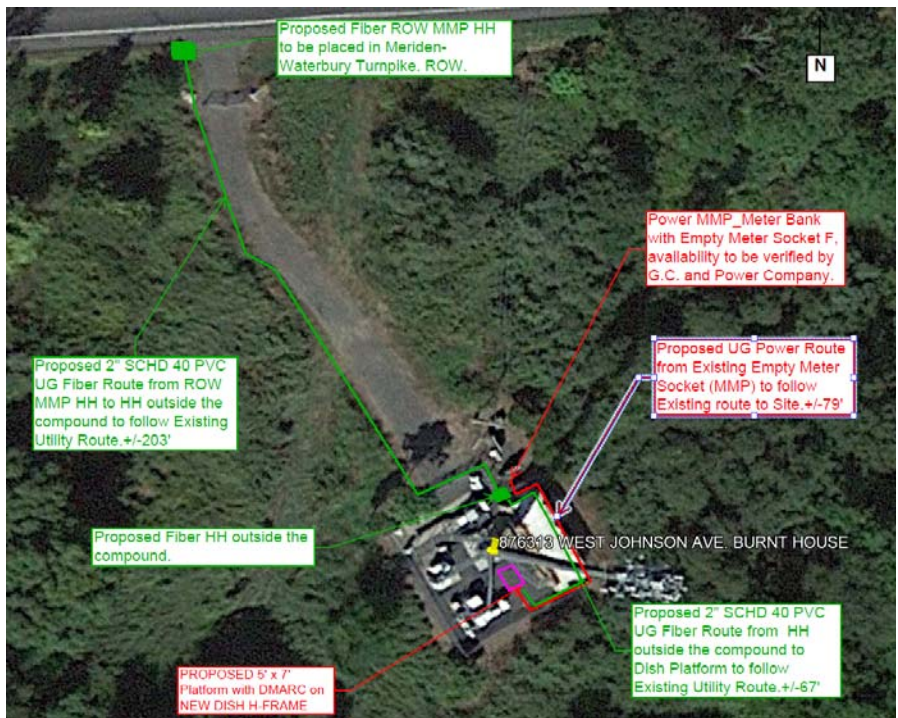 Proposed Fiber ROW MMP HH
to be placed in Meriden-
Waterbury Turnpike. ROW.
N
Power MMP_Meter Bank
with Empty Meter Socket F,
availability to be verified by
G.C. and Power Company.
Proposed UG Power Route
from Existing Empty Meter
Socket (MMP) to follow
Existing route to Site.+/-79'
Proposed 2" SCHD 40 PVC
UG Fiber Route from ROW
MMP HH to HH outside the
compound to follow Existing
Utility Route.+/-203'
Proposed Fiber HH outside the
compound.
876313 WEST JOHNSON AVE. BURNT HOUSE
Proposed 2" SCHD 40 PVC
UG Fiber Route from HH
outside the compound to
Dish Platform to follow
Existing Utility Route.+/-67'
PROPOSED 5' x 7'
Platform with DMARC on
NEW DISH H-FRAME